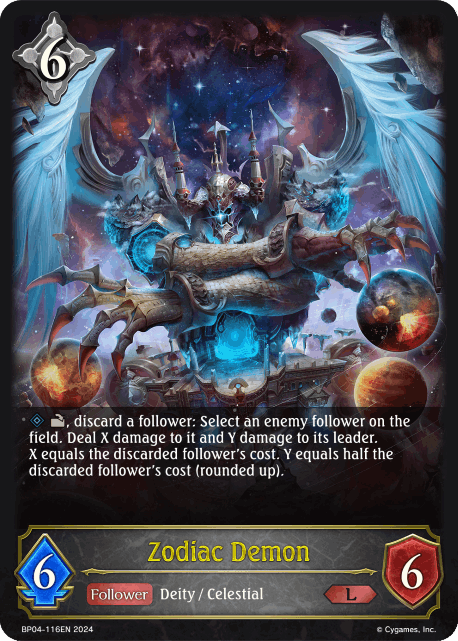 6
, discard a follower: Select an enemy follower on the
field. Deal X damage to it and Y damage to its leader.
X equals the discarded follower's cost. Y equals half the
discarded follower's cost (rounded up).
Zodiac Demon
6
Follower Deity / Celestial L
6
BP04-116EN 2024 © Cygames, Inc.